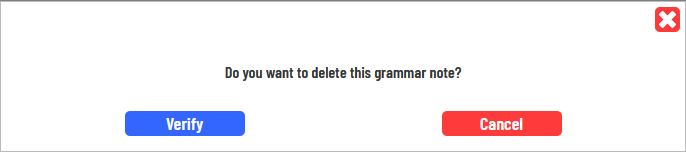 Do you want to delete this grammar note?
Verify
Cancel